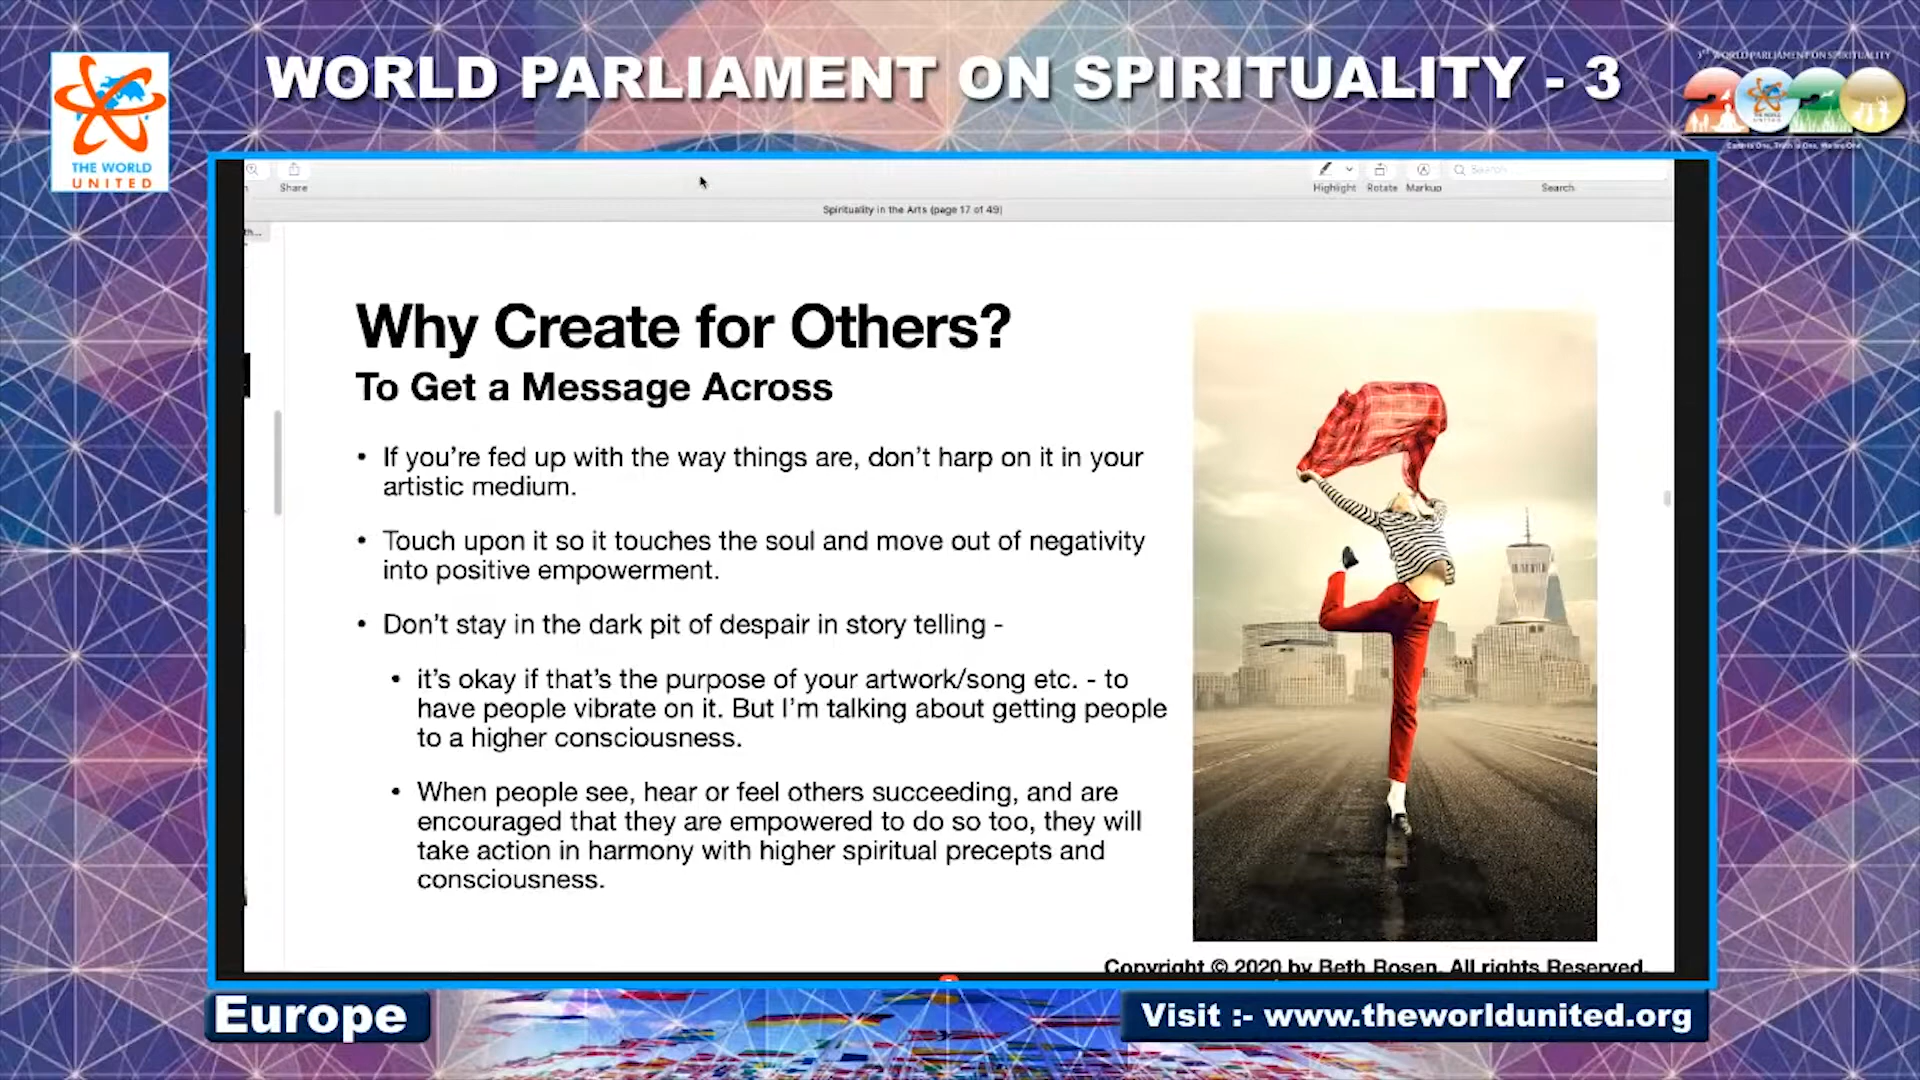 WORLD PARLIAMENT ON SPIRITUALITY - 3
THE WORLD
UNITED
3rd WORLD PARLIAMENT ON SPIRITUALITY
Share
Highlight
Rotate
Markup
Search
Search
Spirituality in the Arts (page 17 of 49)
th...
Why Create for Others?
To Get a Message Across
• If you're fed up with the way things are, don't harp on it in your
artistic medium.
• Touch upon it so it touches the soul and move out of negativity
into positive empowerment.
• Don't stay in the dark pit of despair in story telling -
• it's okay if that's the purpose of your artwork/song etc. - to
have people vibrate on it. But I'm talking about getting people
to a higher consciousness.
• When people see, hear or feel others succeeding, and are
encouraged that they are empowered to do so too, they will
take action in harmony with higher spiritual precepts and
consciousness.
Copyright © 2020 by Beth Rosen. All rights Reserved.
Europe
Visit :- www.theworldunited.org